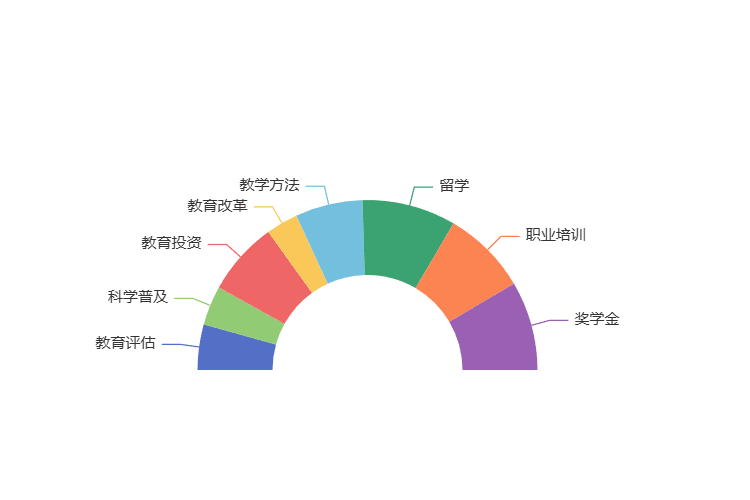 教学方法
留学
教育改革
职业培训
教育投资
科学普及
奖学金
教育评估